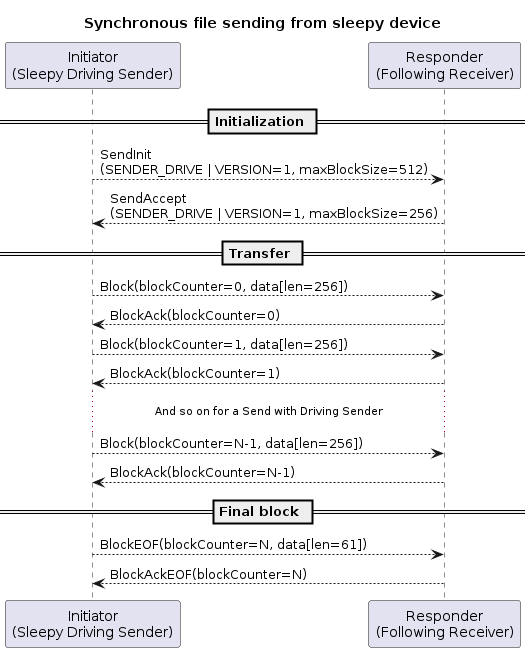 Synchronous file sending from sleepy device
Initiator
(Sleepy Driving Sender)
Responder
(Following Receiver)
Initialization
SendInit
(SENDER_DRIVE | VERSION=1, maxBlockSize=512)
SendAccept
(SENDER_DRIVE | VERSION=1, maxBlockSize=256)
Transfer
Block(blockCounter=0, data[len=256])
BlockAck(blockCounter=0)
Block(blockCounter=1, data[len=256])
BlockAck(blockCounter=1)
And so on for a Send with Driving Sender
Block(blockCounter=N-1, data[len=256])
BlockAck(blockCounter=N-1)
Final block
BlockEOF(blockCounter=N, data[len=61])
BlockAckEOF(blockCounter=N)
Initiator
(Sleepy Driving Sender)
Responder
(Following Receiver)